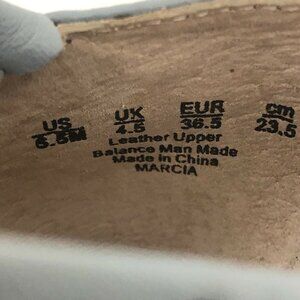 US UK EUR cm
6.5M 4.5 36.5 23.5
Leather Upper
Balance Man Made
Made in China
MARCIA